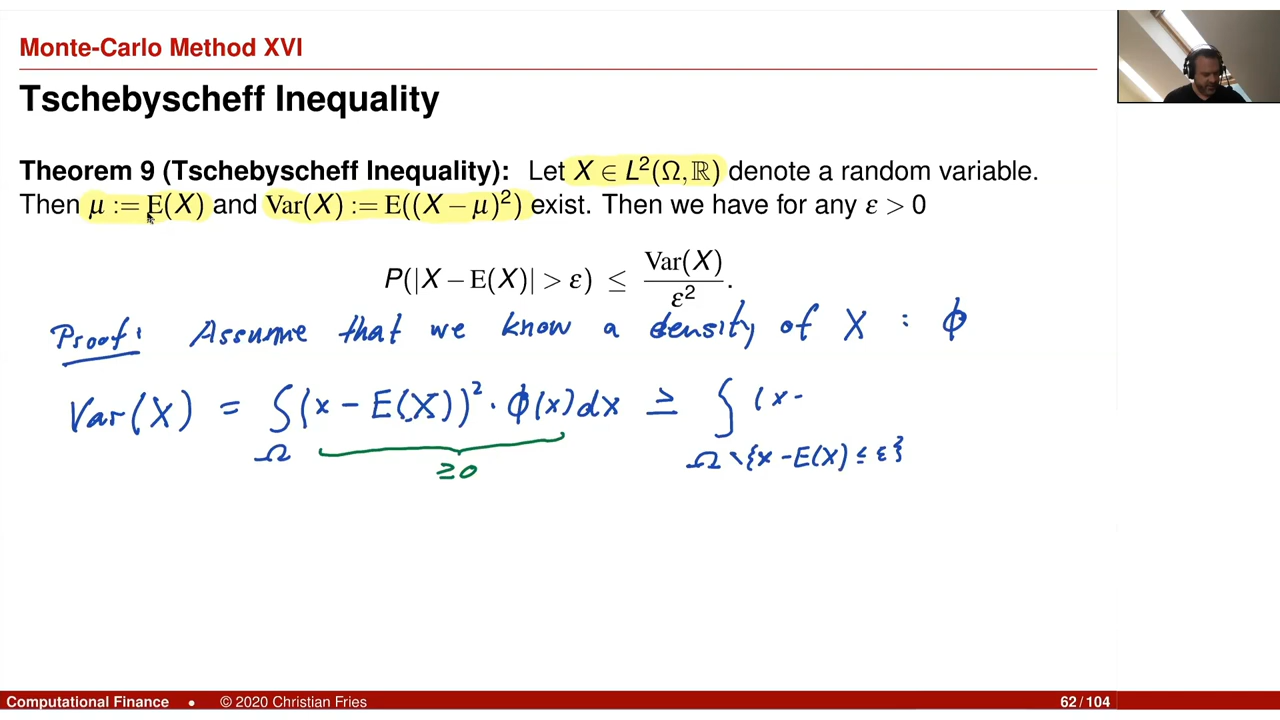 Monte-Carlo Method XVI
Tschebyscheff Inequality
Theorem 9 (Tschebyscheff Inequality): Let X ∈ L²(Ω,ℝ) denote a random variable.
Then μ := E(X) and Var(X) := E((X − μ)²) exist. Then we have for any ε > 0
P(|X − E(X)| > ε) ≤ Var(X)/ε².
Proof: Assume that we know a density of X : ϕ
Var(X) = ∫_Ω (x − E(X))² · ϕ(x) dx ≥ ∫_{Ω∖{x − E(X) ≤ ε}} (x −
≥0
Computational Finance • © 2020 Christian Fries 62 / 104